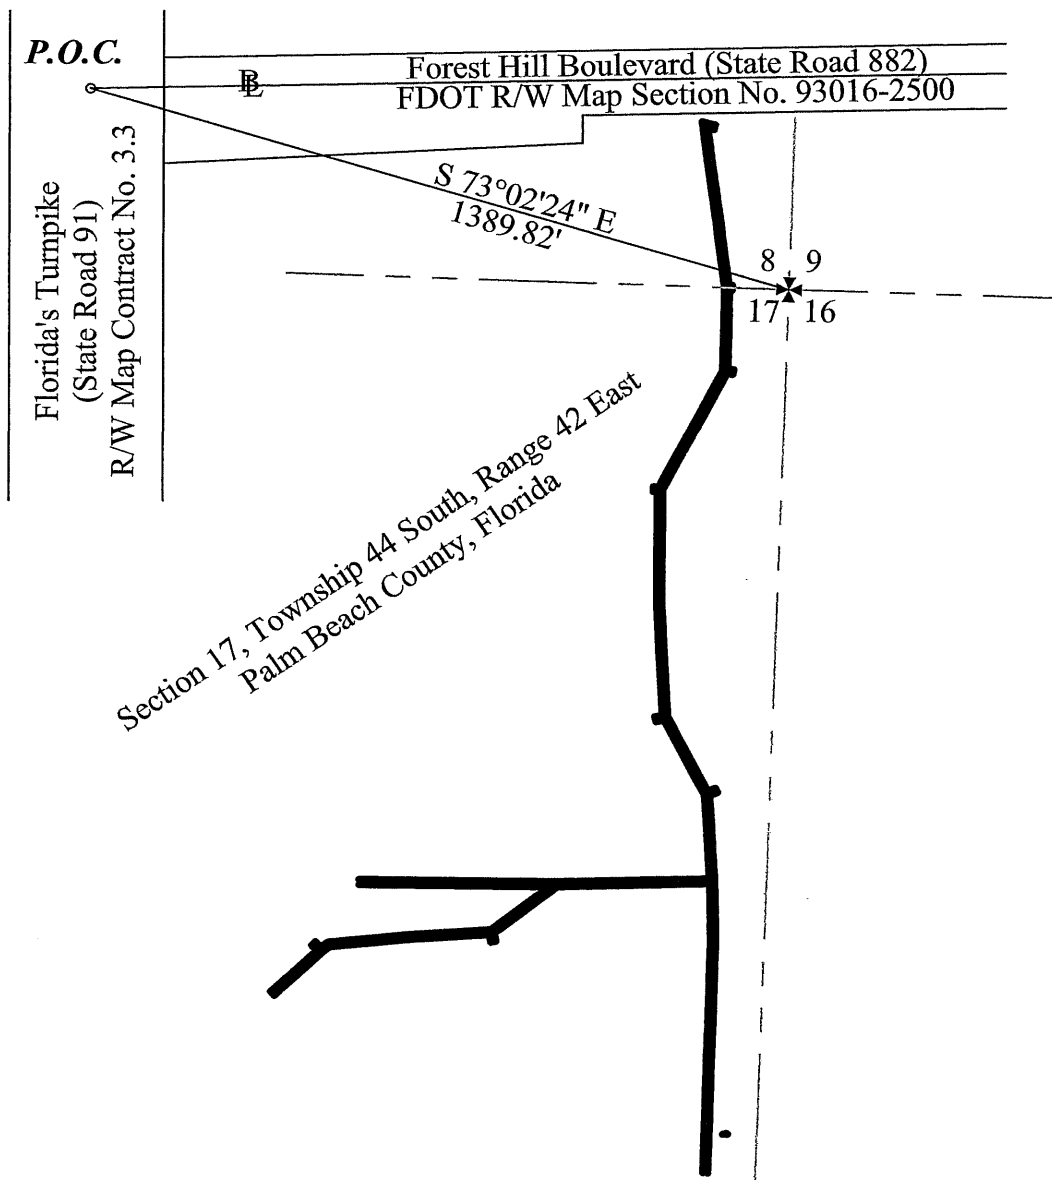 P.O.C.
Forest Hill Boulevard (State Road 882)
BL
FDOT R/W Map Section No. 93016-2500
Florida's Turnpike
(State Road 91)
R/W Map Contract No. 3.3
S 73°02'24" E
1389.82'
8 9
17 16
Section 17, Township 44 South, Range 42 East
Palm Beach County, Florida